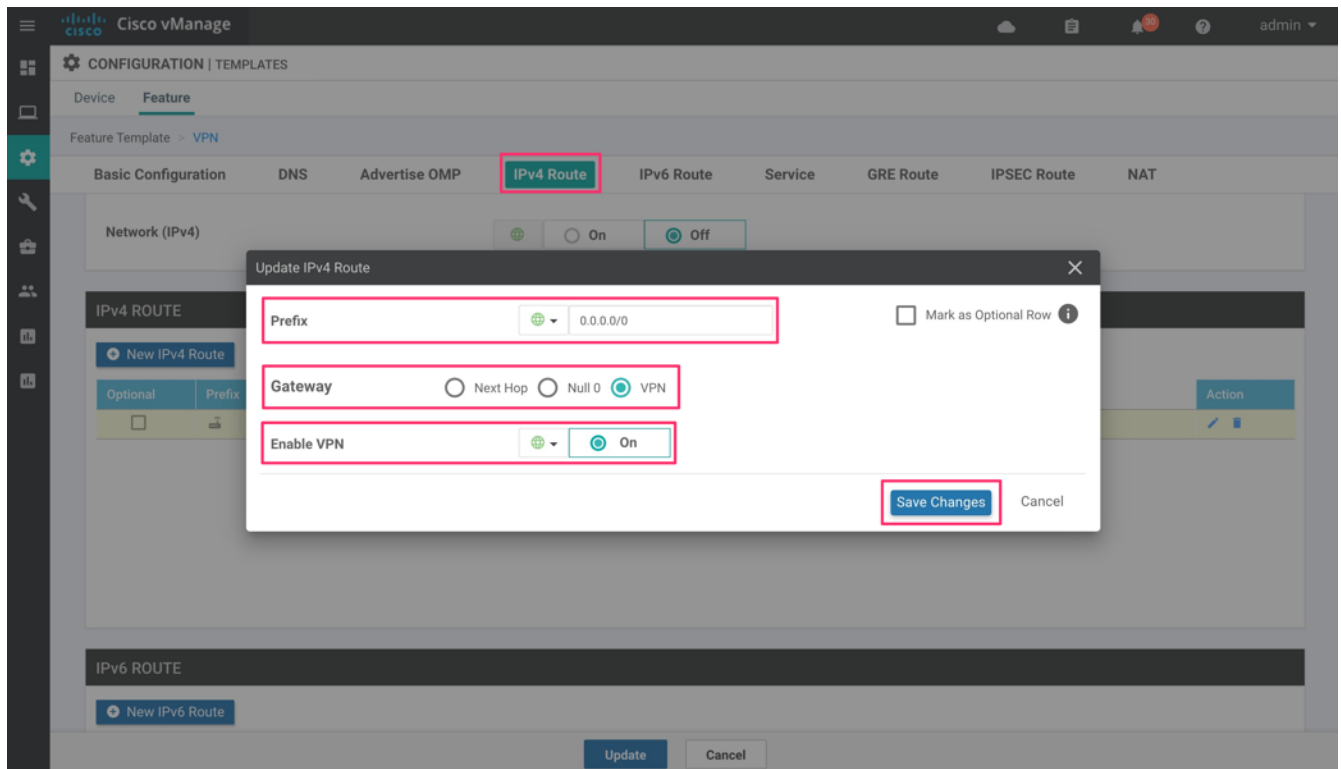 cisco Cisco vManage 30 admin
CONFIGURATION | TEMPLATES
Device Feature
Feature Template > VPN
Basic Configuration DNS Advertise OMP IPv4 Route IPv6 Route Service GRE Route IPSEC Route NAT
Network (IPv4) On Off
Update IPv4 Route
IPv4 ROUTE
Prefix 0.0.0.0/0 Mark as Optional Row
New IPv4 Route
Optional Prefix Action
Gateway Next Hop Null 0 VPN
Enable VPN On
Save Changes Cancel
IPv6 ROUTE
New IPv6 Route
Update Cancel